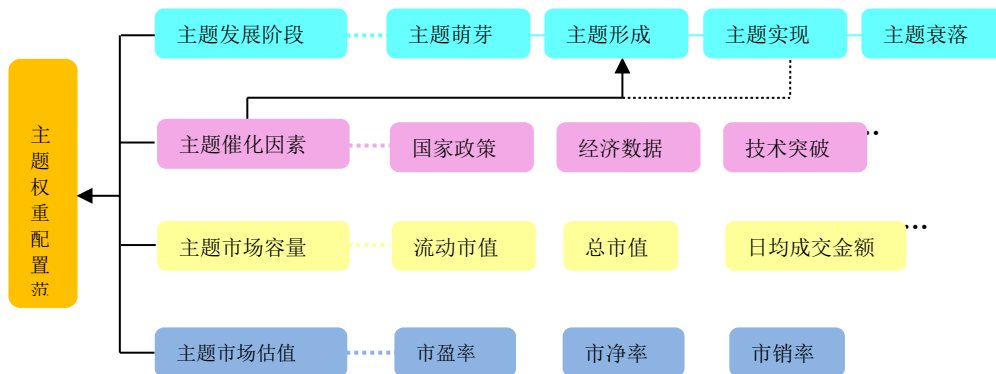 主题发展阶段 主题萌芽 主题形成 主题实现 主题衰落
主题权重配置范
主题催化因素 国家政策 经济数据 技术突破 ••
主题市场容量 流动市值 总市值 日均成交金额 •••
主题市场估值 市盈率 市净率 市销率